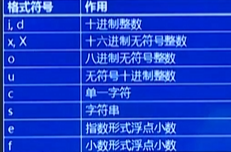 格式符号 作用
i, d 十进制整数
x, X 十六进制无符号整数
o 八进制无符号整数
u 无符号十进制整数
c 单一字符
s 字符串
e 指数形式浮点小数
f 小数形式浮点小数